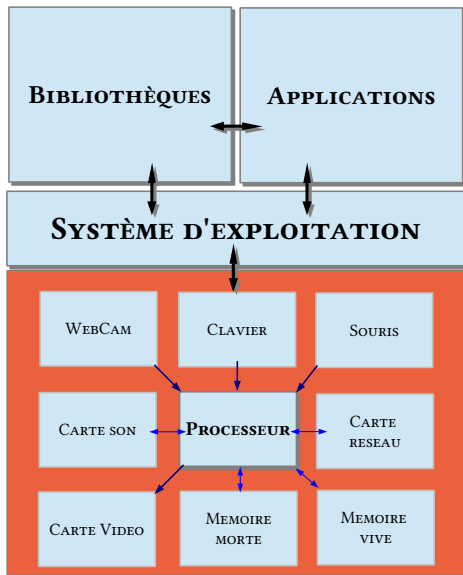 BIBLIOTHÈQUES
APPLICATIONS
SYSTÈME D'EXPLOITATION
WEBCAM
CLAVIER
SOURIS
CARTE SON
PROCESSEUR
CARTE
RESEAU
CARTE VIDEO
MEMOIRE
MORTE
MEMOIRE
VIVE